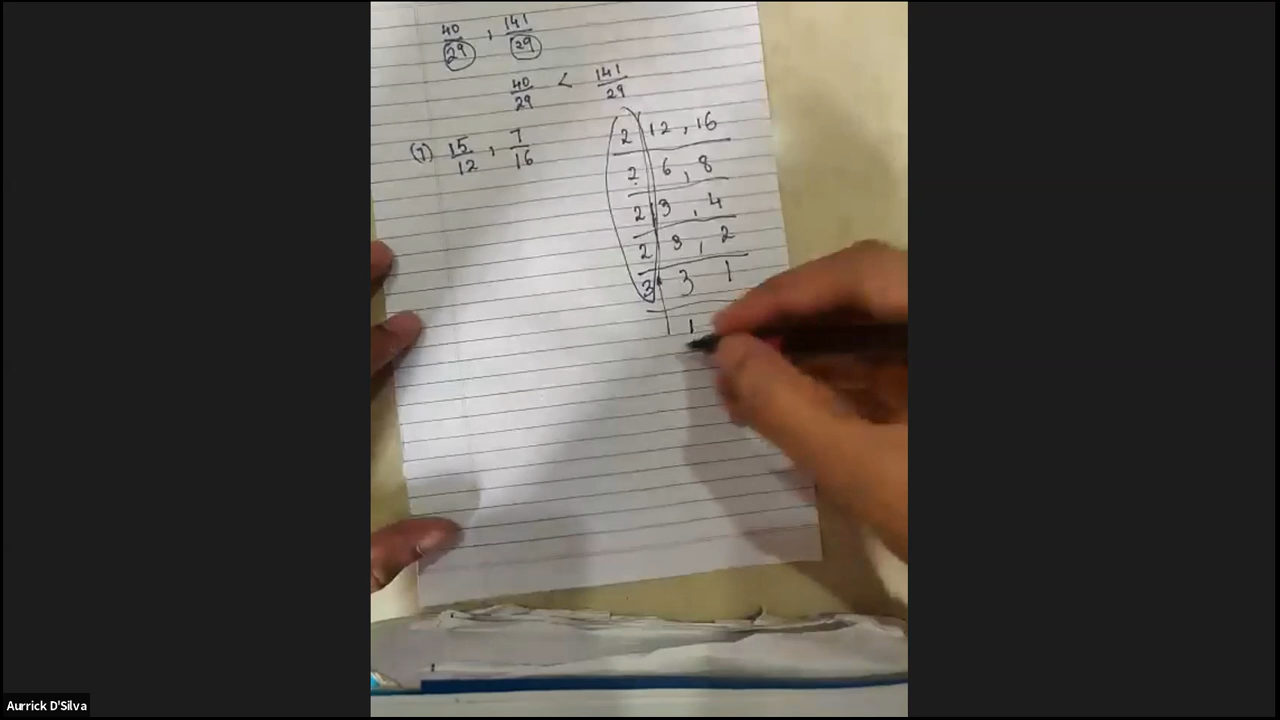 40/29 , 141/29
40/29 < 141/29
(7) 15/12 , 7/16
2 | 12 , 16
2 | 6 , 8
2 | 3 , 4
2 | 3 , 2
3 | 3 1
1
Aurrick D'Silva